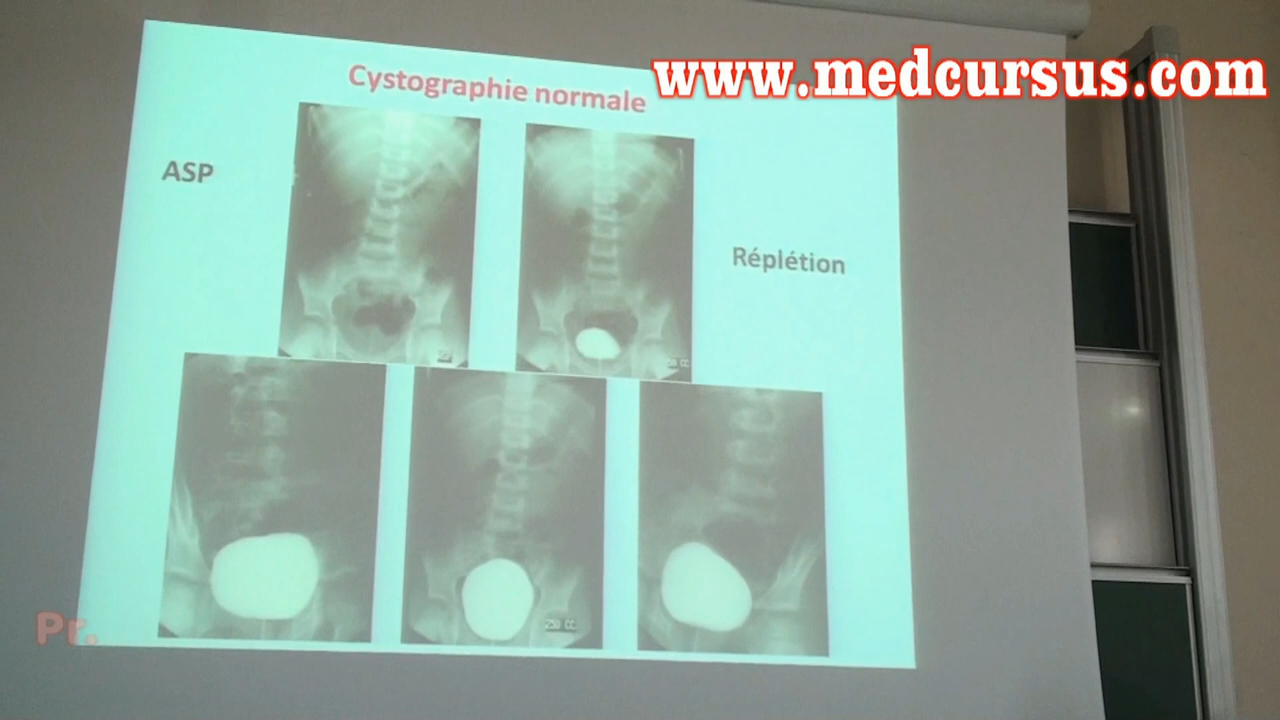 www.medcursus.com
Cystographie normale
ASP
Réplétion
250 CC
Pr.